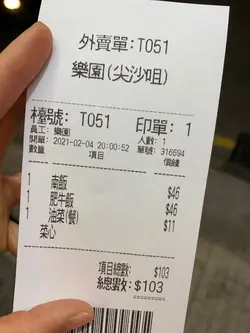 外賣單:T051
樂園(尖沙咀)
檯號: T051 印單: 1
員工: 樂園 人數: 1
開單: 2021-02-04 20:00:52 單號: 316694
數量 項目 價錢
1 南飯 $46
1 肥牛飯 $46
1 油菜(餐) $11
菜心
項目總數: $103
總數: $103